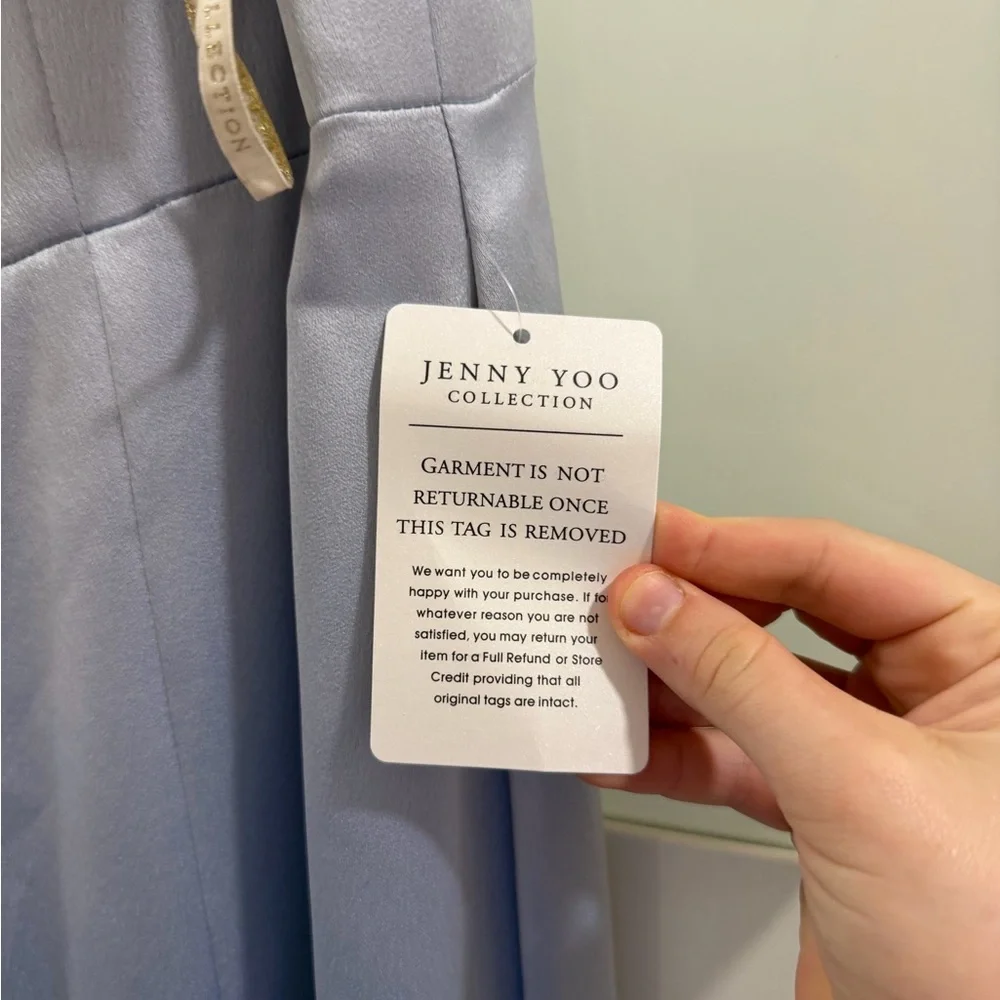 LLECTION
JENNY YOO
COLLECTION
GARMENT IS NOT
RETURNABLE ONCE
THIS TAG IS REMOVED
We want you to be completely
happy with your purchase. If for
whatever reason you are not
satisfied, you may return your
item for a Full Refund or Store
Credit providing that all
original tags are intact.